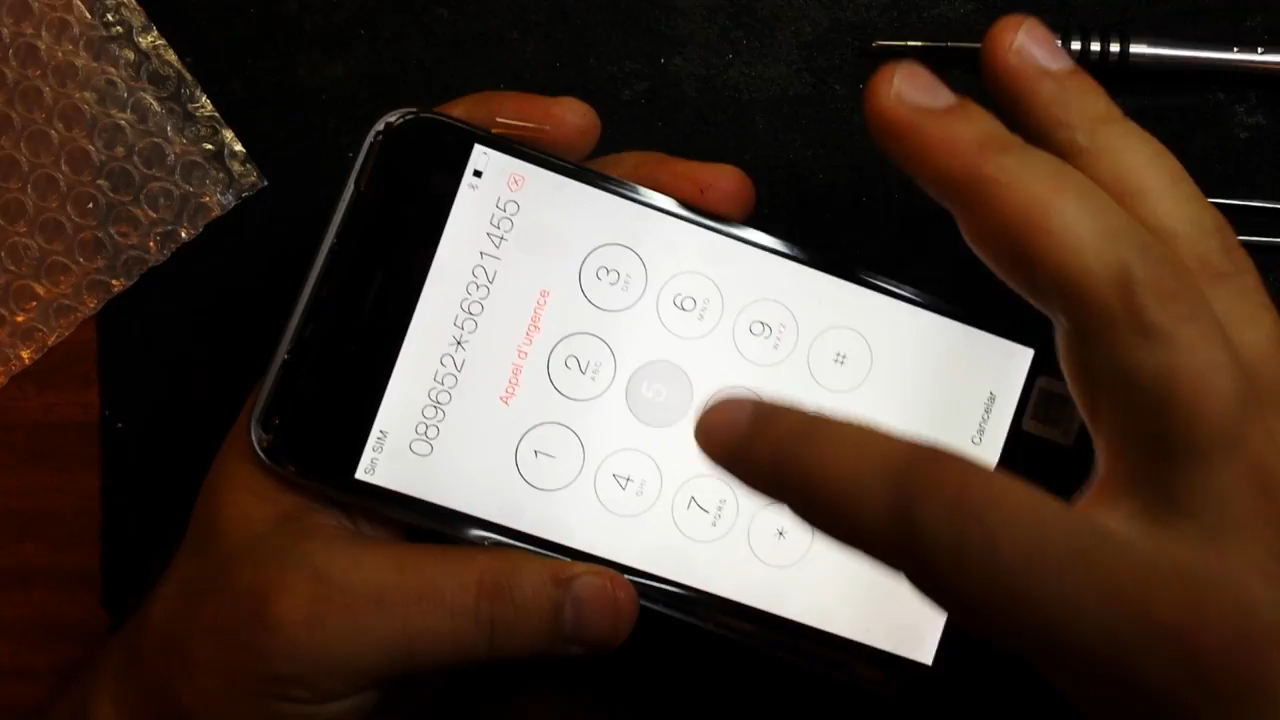 Sin SIM
089652*56321455
Appel d'urgence
1
2 ABC
3 DEF
4 GHI
5
6 MNO
7 PQRS
9 WXYZ
*
#
Cancelar